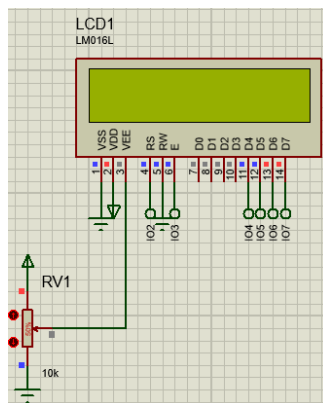 LCD1
LM016L
VSS VDD VEE RS RW E D0 D1 D2 D3 D4 D5 D6 D7
1 2 3 4 5 6 7 8 9 10 11 12 13 14
IO2 IO3 IO4 IO5 IO6 IO7
RV1
50%
10k